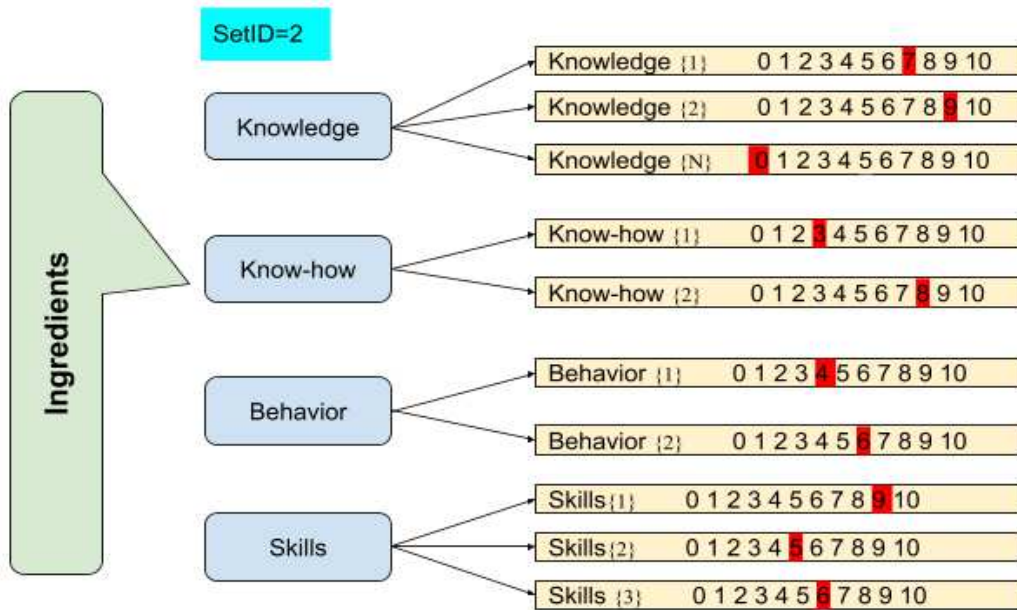 SetID=2
Ingredients
Knowledge
Knowledge {1} 0 1 2 3 4 5 6 7 8 9 10
Knowledge {2} 0 1 2 3 4 5 6 7 8 9 10
Knowledge {N} 0 1 2 3 4 5 6 7 8 9 10
Know-how
Know-how {1} 0 1 2 3 4 5 6 7 8 9 10
Know-how {2} 0 1 2 3 4 5 6 7 8 9 10
Behavior
Behavior {1} 0 1 2 3 4 5 6 7 8 9 10
Behavior {2} 0 1 2 3 4 5 6 7 8 9 10
Skills
Skills{1} 0 1 2 3 4 5 6 7 8 9 10
Skills{2} 0 1 2 3 4 5 6 7 8 9 10
Skills {3} 0 1 2 3 4 5 6 7 8 9 10